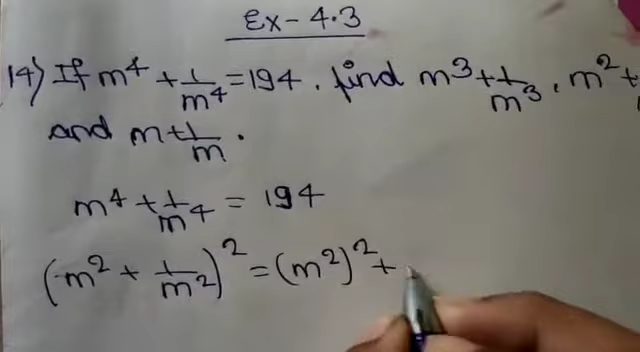 Ex - 4.3
14) If m⁴ + 1/m⁴ = 194. find m³ + 1/m³, m² +
and m + 1/m.
m⁴ + 1/m⁴ = 194
(m² + 1/m²)² = (m²)² +